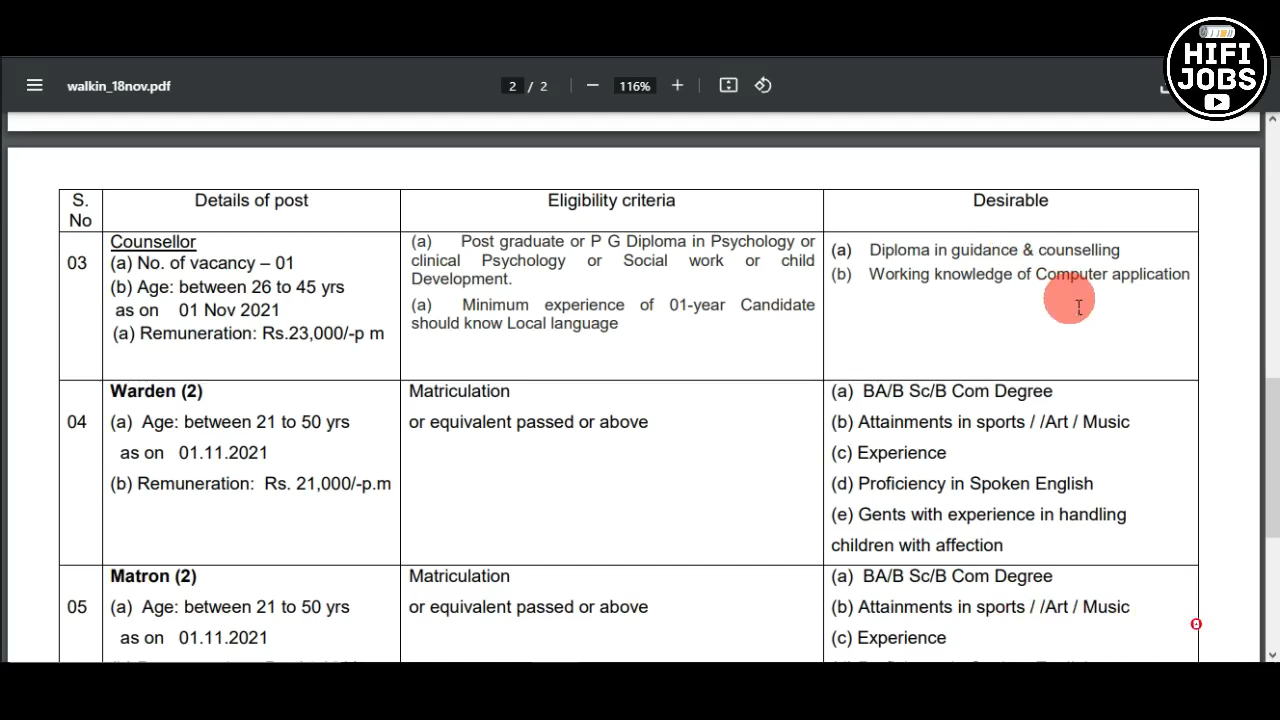 HIFI
JOBS
walkin_18nov.pdf
2 / 2
116%
S. No
Details of post
Eligibility criteria
Desirable
03
Counsellor
(a) No. of vacancy – 01
(b) Age: between 26 to 45 yrs
as on 01 Nov 2021
(a) Remuneration: Rs.23,000/-p m
(a) Post graduate or P G Diploma in Psychology or
clinical Psychology or Social work or child
Development.
(a) Minimum experience of 01-year Candidate
should know Local language
(a) Diploma in guidance & counselling
(b) Working knowledge of Computer application
04
Warden (2)
(a) Age: between 21 to 50 yrs
as on 01.11.2021
(b) Remuneration: Rs. 21,000/-p.m
Matriculation
or equivalent passed or above
(a) BA/B Sc/B Com Degree
(b) Attainments in sports / /Art / Music
(c) Experience
(d) Proficiency in Spoken English
(e) Gents with experience in handling
children with affection
05
Matron (2)
(a) Age: between 21 to 50 yrs
as on 01.11.2021
Matriculation
or equivalent passed or above
(a) BA/B Sc/B Com Degree
(b) Attainments in sports / /Art / Music
(c) Experience